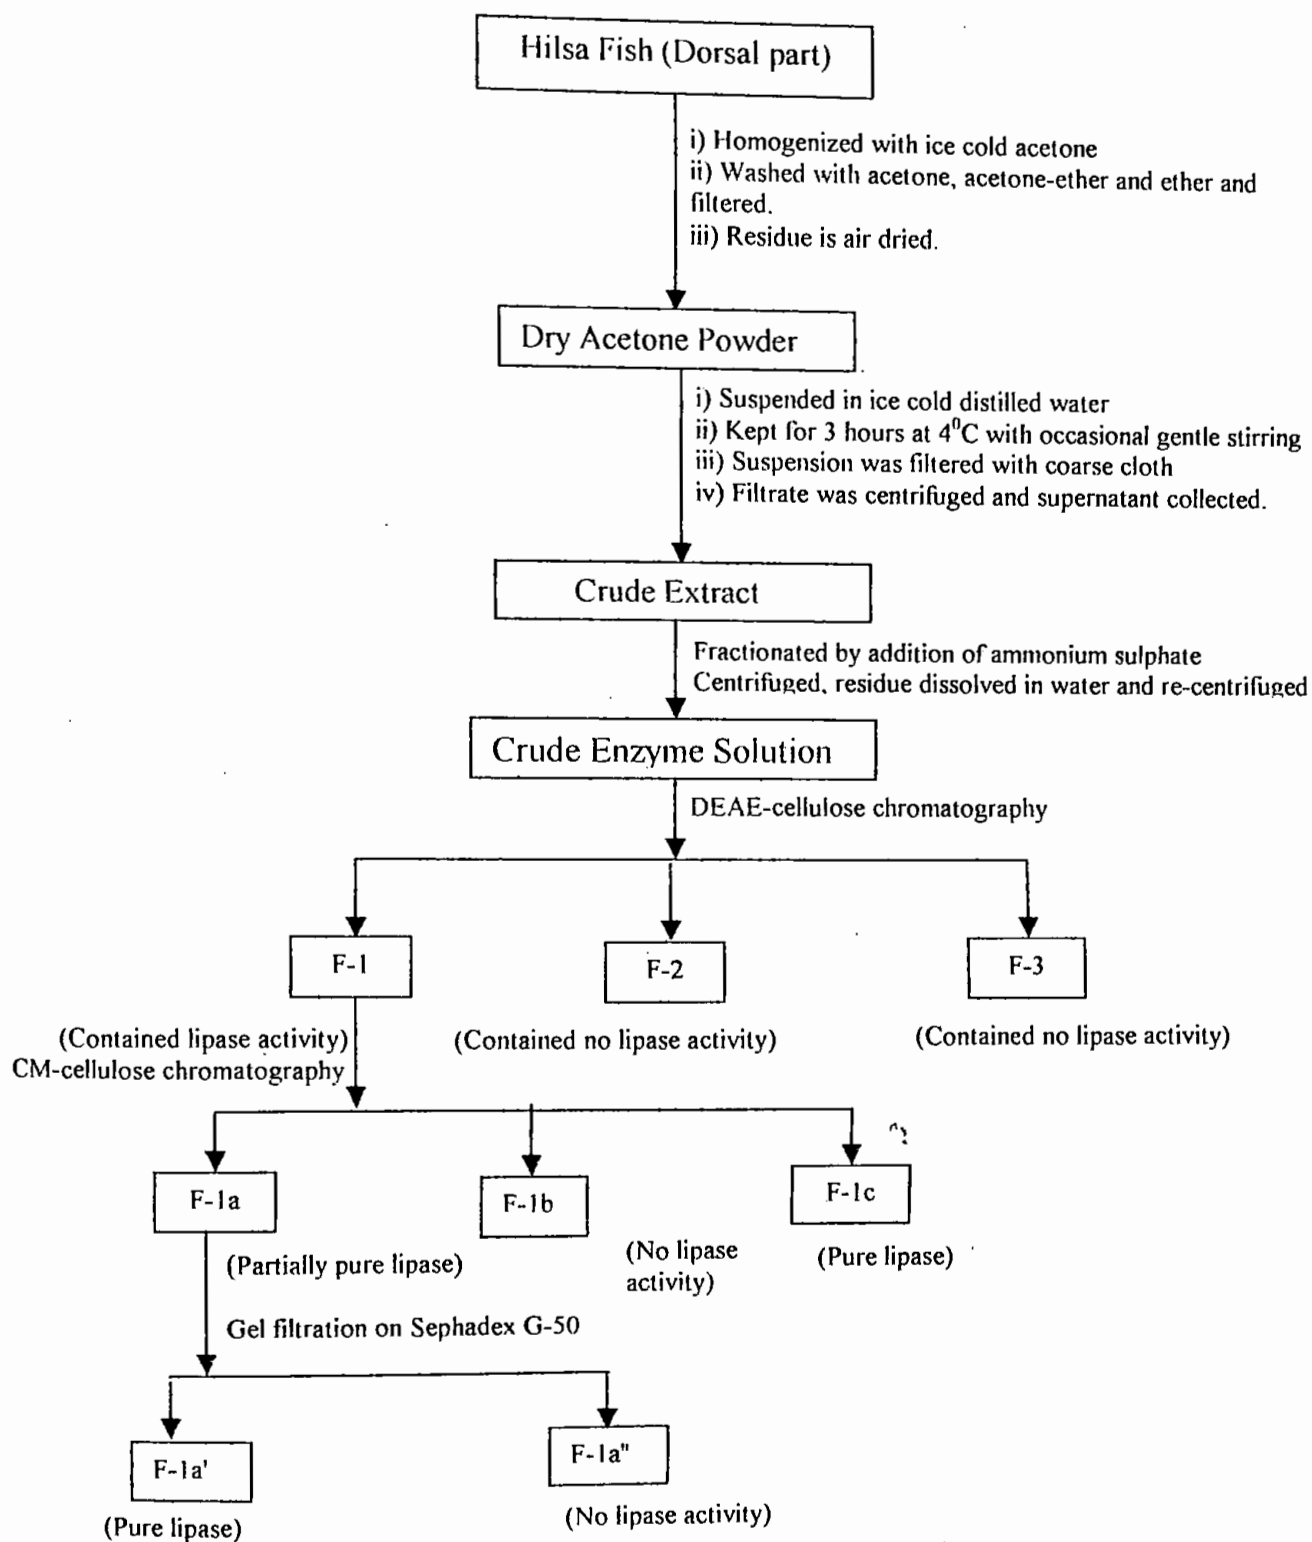 Hilsa Fish (Dorsal part)
i) Homogenized with ice cold acetone
ii) Washed with acetone, acetone-ether and ether and
filtered.
iii) Residue is air dried.
Dry Acetone Powder
i) Suspended in ice cold distilled water
ii) Kept for 3 hours at 4⁰C with occasional gentle stirring
iii) Suspension was filtered with coarse cloth
iv) Filtrate was centrifuged and supernatant collected.
Crude Extract
Fractionated by addition of ammonium sulphate
Centrifuged, residue dissolved in water and re-centrifuged
Crude Enzyme Solution
DEAE-cellulose chromatography
F-1
F-2
F-3
(Contained lipase activity)
(Contained no lipase activity)
(Contained no lipase activity)
CM-cellulose chromatography
F-1a
F-1b
F-1c
(Partially pure lipase)
(No lipase
activity)
(Pure lipase)
Gel filtration on Sephadex G-50
F-1a'
F-1a"
(Pure lipase)
(No lipase activity)